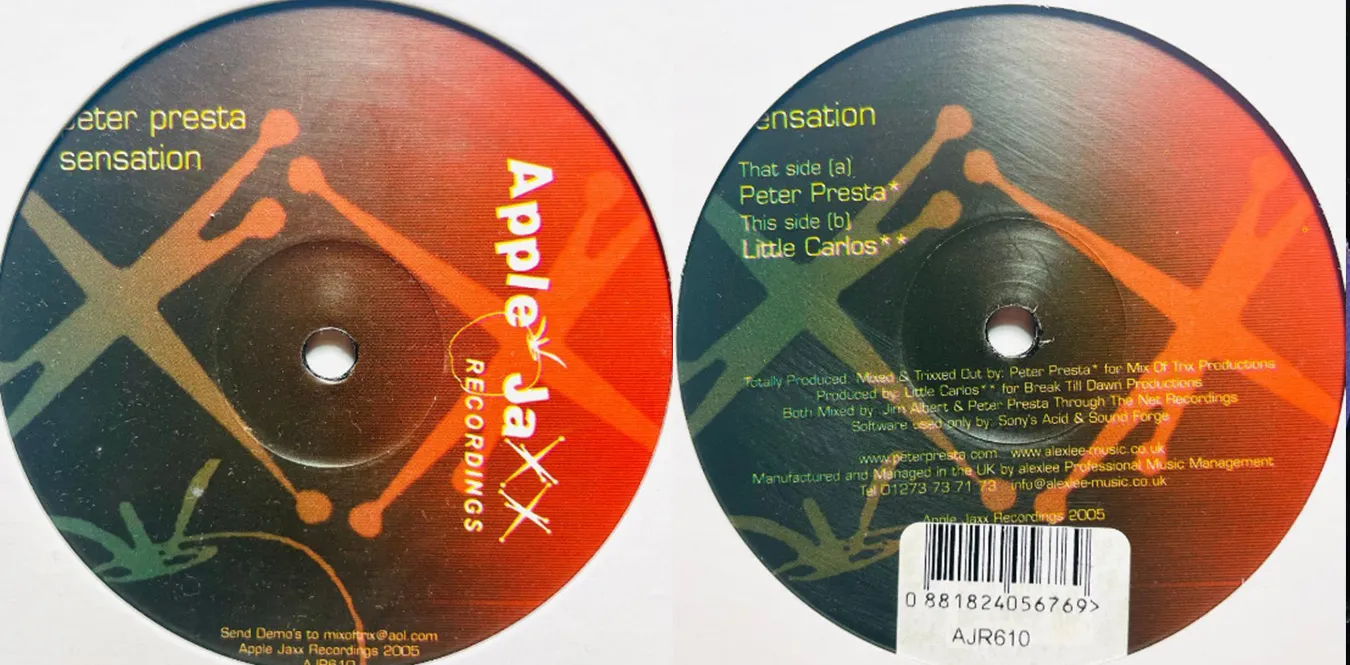 peter presta
sensation
Apple Jaxx
RECORDINGS
Send Demo's to mixoftrix@aol.com
Apple Jaxx Recordings 2005
AJR610
sensation
That side (a)
Peter Presta*
This side (b)
Little Carlos**
Totally Produced, Mixed & Trixxed Out by: Peter Presta* for Mix Of Trix Productions
Produced by: Little Carlos** for Break Till Dawn Productions
Both Mixed by: Jim Albert & Peter Presta Through The Net Recordings
Software used only by: Sony's Acid & Sound Forge
www.peterpresta.com www.alexlee-music.co.uk
Manufactured and Managed in the UK by alexlee Professional Music Management
Tel 01273 73 71 73 info@alexlee-music.co.uk
Apple Jaxx Recordings 2005
0 881824056769>
AJR610